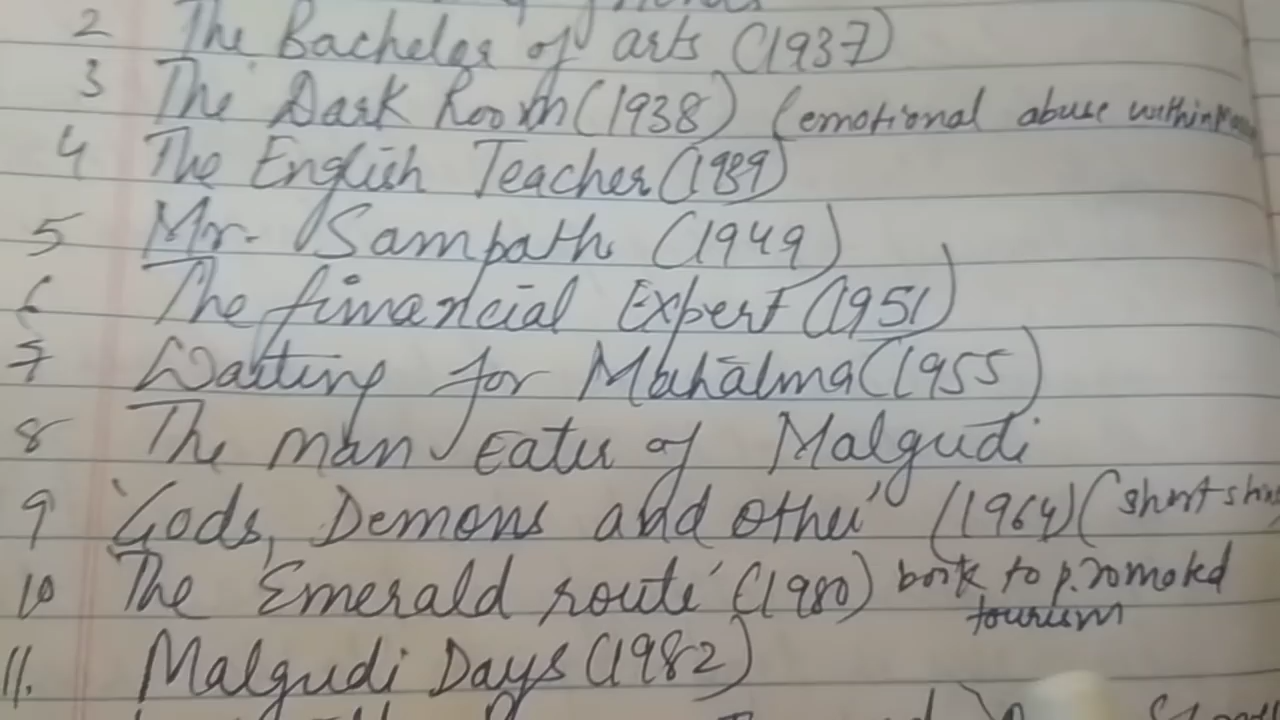 2 The Bachelor of arts (1937)
3 The Dark Room (1938) (emotional abuse within
4 The English Teacher (1989)
5 Mr. Sampath (1949)
6 The financial Expert (1951)
7 Waiting for Mahatma (1955)
8 The man Eater of Malgudi
9 'Gods, Demons and other' (1964) (short
10 The 'Emerald route' (1980) book to promoted
tourism
11. Malgudi Days (1982)